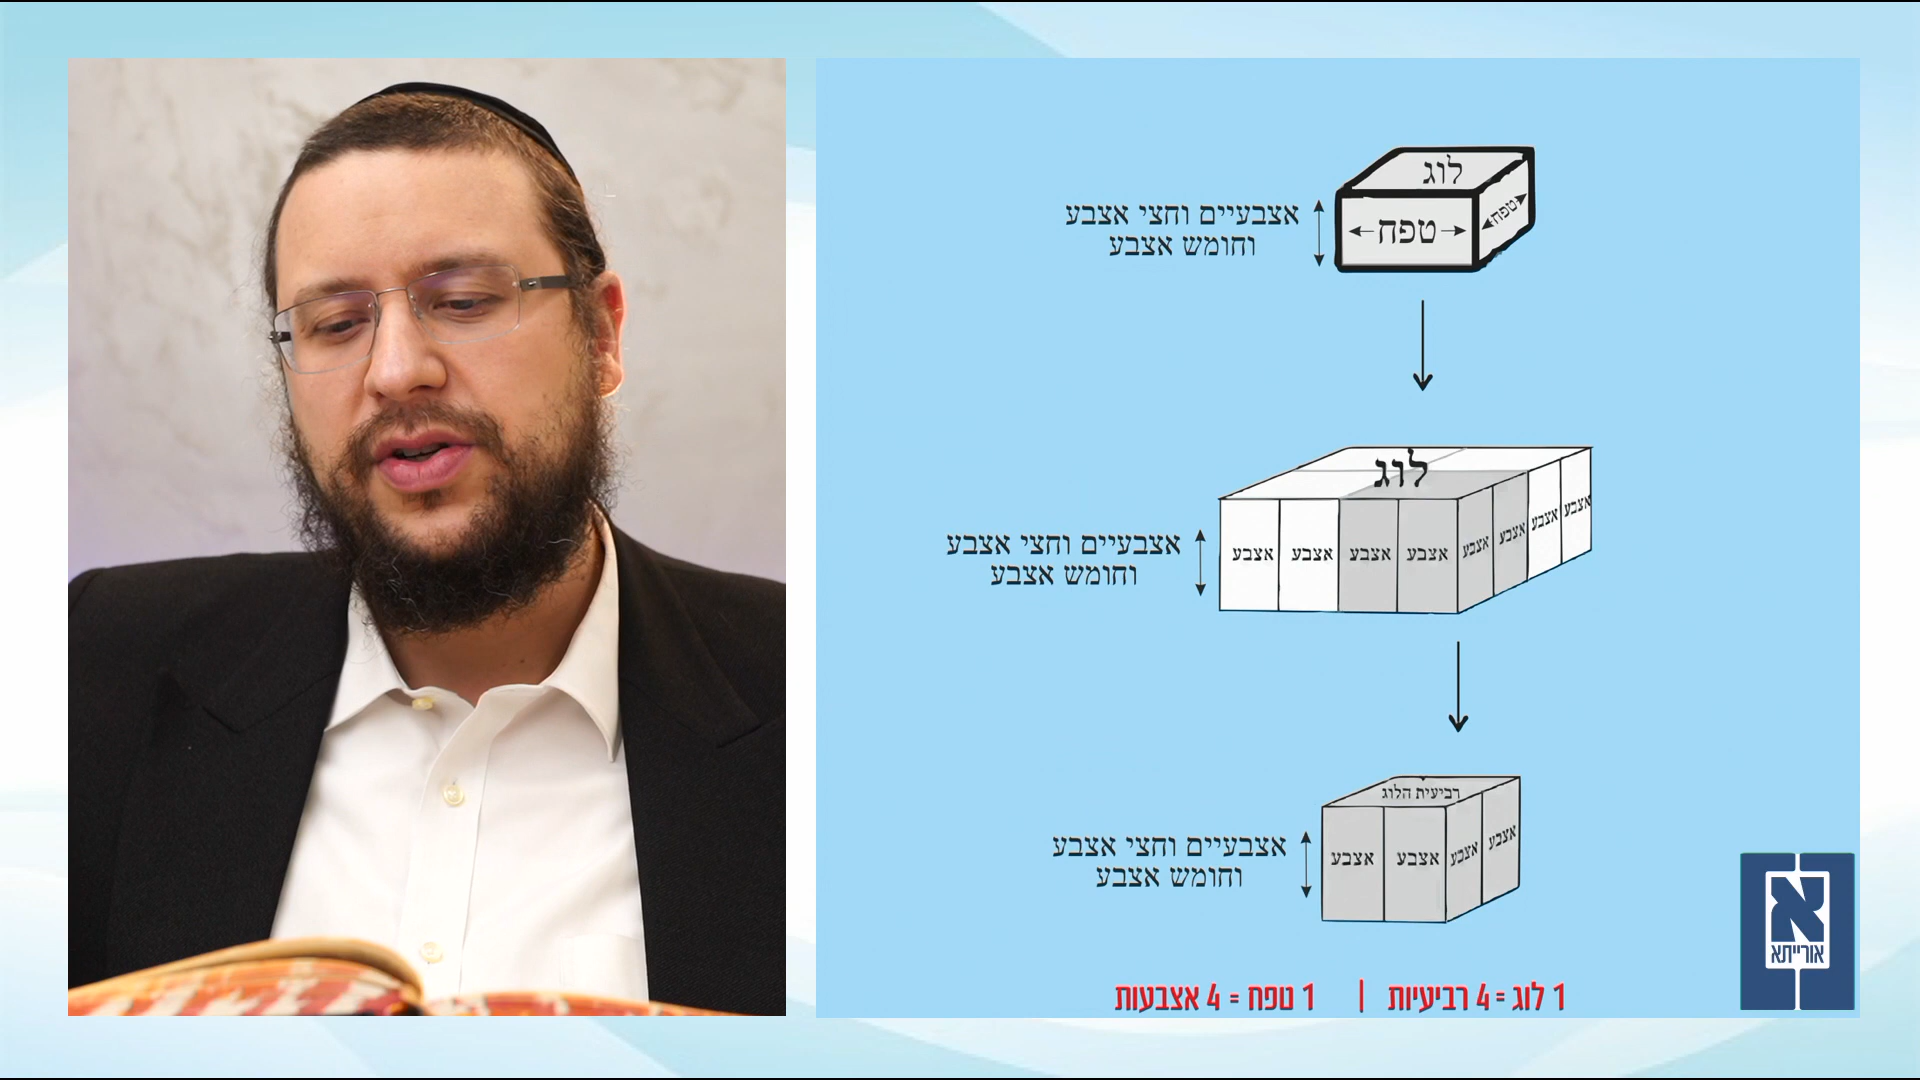 לוג
אצבעיים וחצי אצבע
וחומש אצבע
טפח
טפח
לוג
אצבעיים וחצי אצבע
וחומש אצבע
אצבע אצבע אצבע אצבע אצבע אצבע אצבע אצבע
רביעית הלוג
אצבעיים וחצי אצבע
וחומש אצבע
אצבע אצבע אצבע אצבע
א
אורייתא
1 לוג = 4 רביעיות | 1 טפח = 4 אצבעות